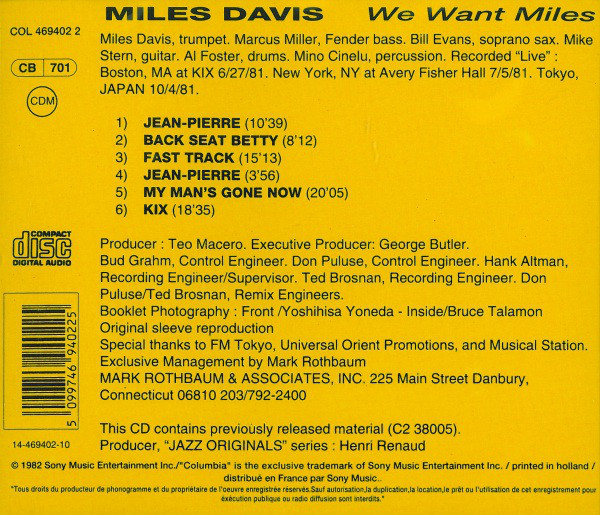 MILES DAVIS We Want Miles
COL 469402 2
CB 701
CDM
Miles Davis, trumpet. Marcus Miller, Fender bass. Bill Evans, soprano sax. Mike
Stern, guitar. Al Foster, drums. Mino Cinelu, percussion. Recorded “Live” :
Boston, MA at KIX 6/27/81. New York, NY at Avery Fisher Hall 7/5/81. Tokyo,
JAPAN 10/4/81.
1) JEAN-PIERRE (10'39)
2) BACK SEAT BETTY (8'12)
3) FAST TRACK (15'13)
4) JEAN-PIERRE (3'56)
5) MY MAN'S GONE NOW (20'05)
6) KIX (18'35)
COMPACT
disc
DIGITAL AUDIO
Producer : Teo Macero. Executive Producer: George Butler.
Bud Grahm, Control Engineer. Don Puluse, Control Engineer. Hank Altman,
Recording Engineer/Supervisor. Ted Brosnan, Recording Engineer. Don
Puluse/Ted Brosnan, Remix Engineers.
Booklet Photography : Front /Yoshihisa Yoneda - Inside/Bruce Talamon
Original sleeve reproduction
Special thanks to FM Tokyo, Universal Orient Promotions, and Musical Station.
Exclusive Management by Mark Rothbaum
MARK ROTHBAUM & ASSOCIATES, INC. 225 Main Street Danbury,
Connecticut 06810 203/792-2400
5 099746 940225
14-469402-10
This CD contains previously released material (C2 38005).
Producer, “JAZZ ORIGINALS” series : Henri Renaud
© 1982 Sony Music Entertainment Inc./"Columbia" is the exclusive trademark of Sony Music Entertainment Inc. / printed in holland /
distribué en France par Sony Music..
"Tous droits du producteur de phonogramme et du propriétaire de l'oeuvre enregistrée réservés.Sauf autorisation,la duplication,la location,le prêt ou l'utilisation de cet enregistrement pour
éxécution publique ou radio diffusion sont interdits."